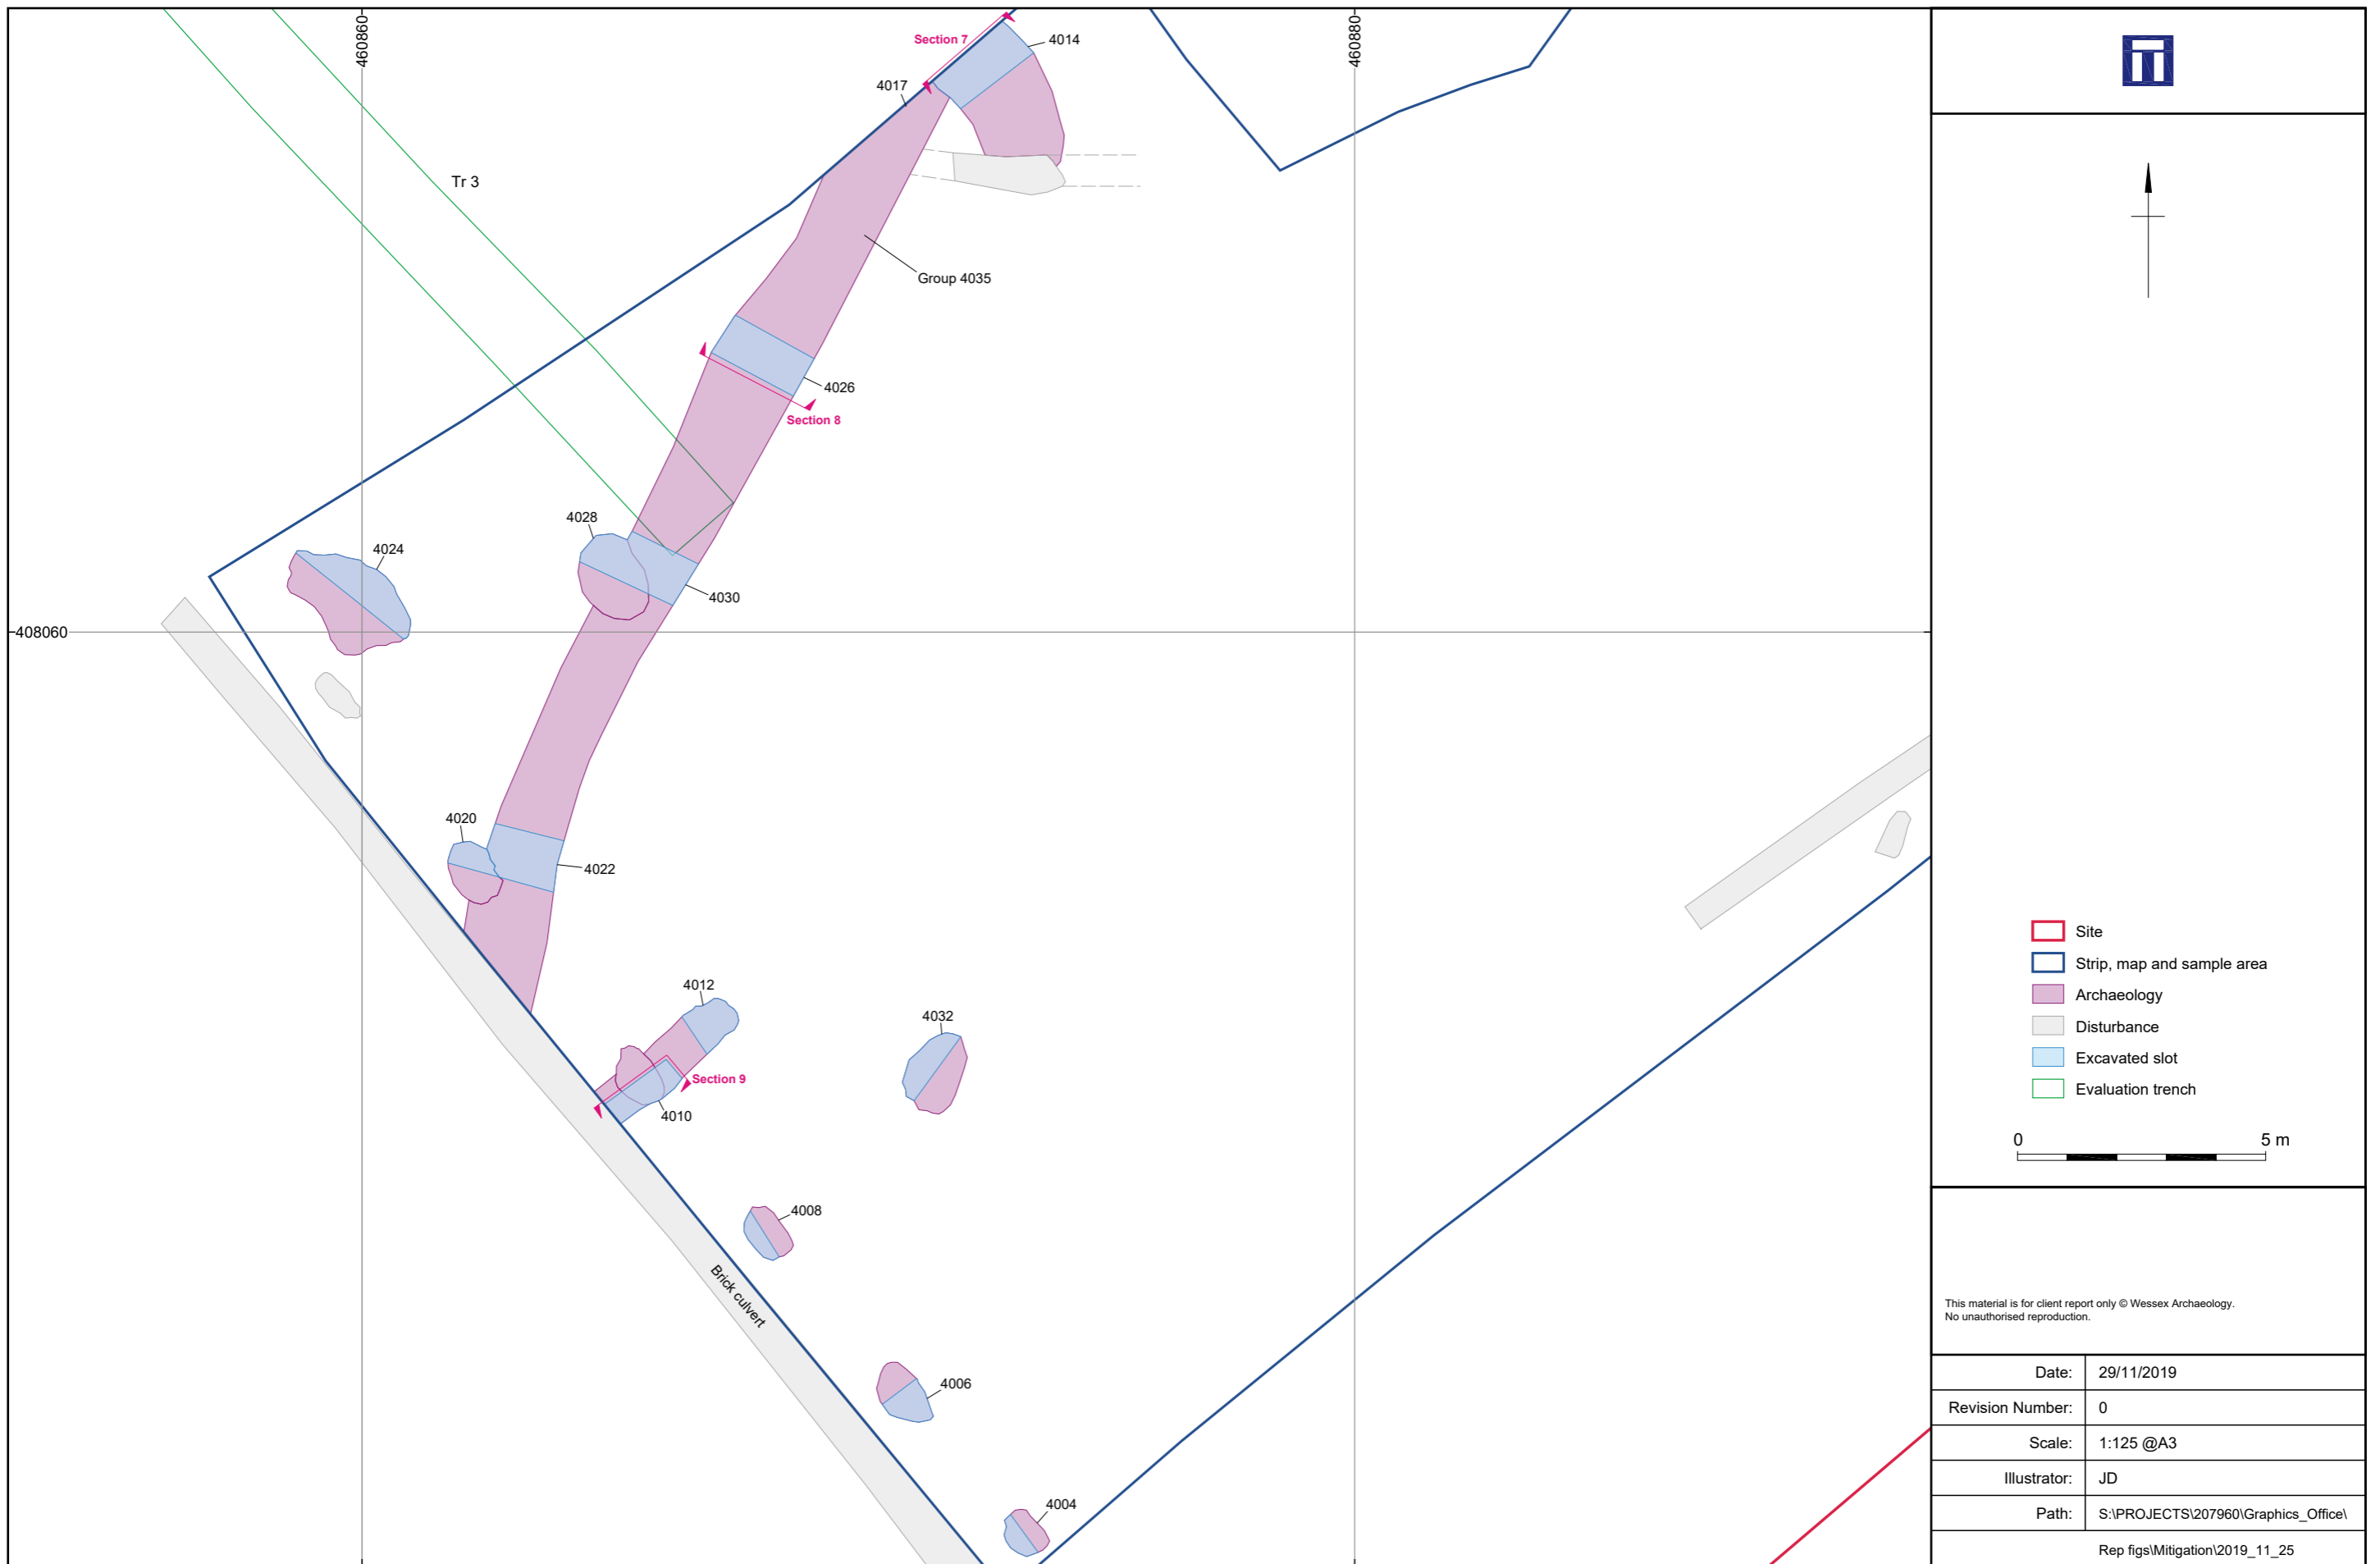 460860
460880
Section 7
4014
4017
Tr 3
Group 4035
4026
Section 8
4028
4024
4030
408060
4020
4022
4012
4032
Section 9
4010
4008
Brick culvert
4006
4004
Site
Strip, map and sample area
Archaeology
Disturbance
Excavated slot
Evaluation trench
0 5 m
This material is for client report only © Wessex Archaeology.
No unauthorised reproduction.
Date: 29/11/2019
Revision Number: 0
Scale: 1:125 @A3
Illustrator: JD
Path: S:\PROJECTS\207960\Graphics_Office\
Rep figs\Mitigation\2019_11_25